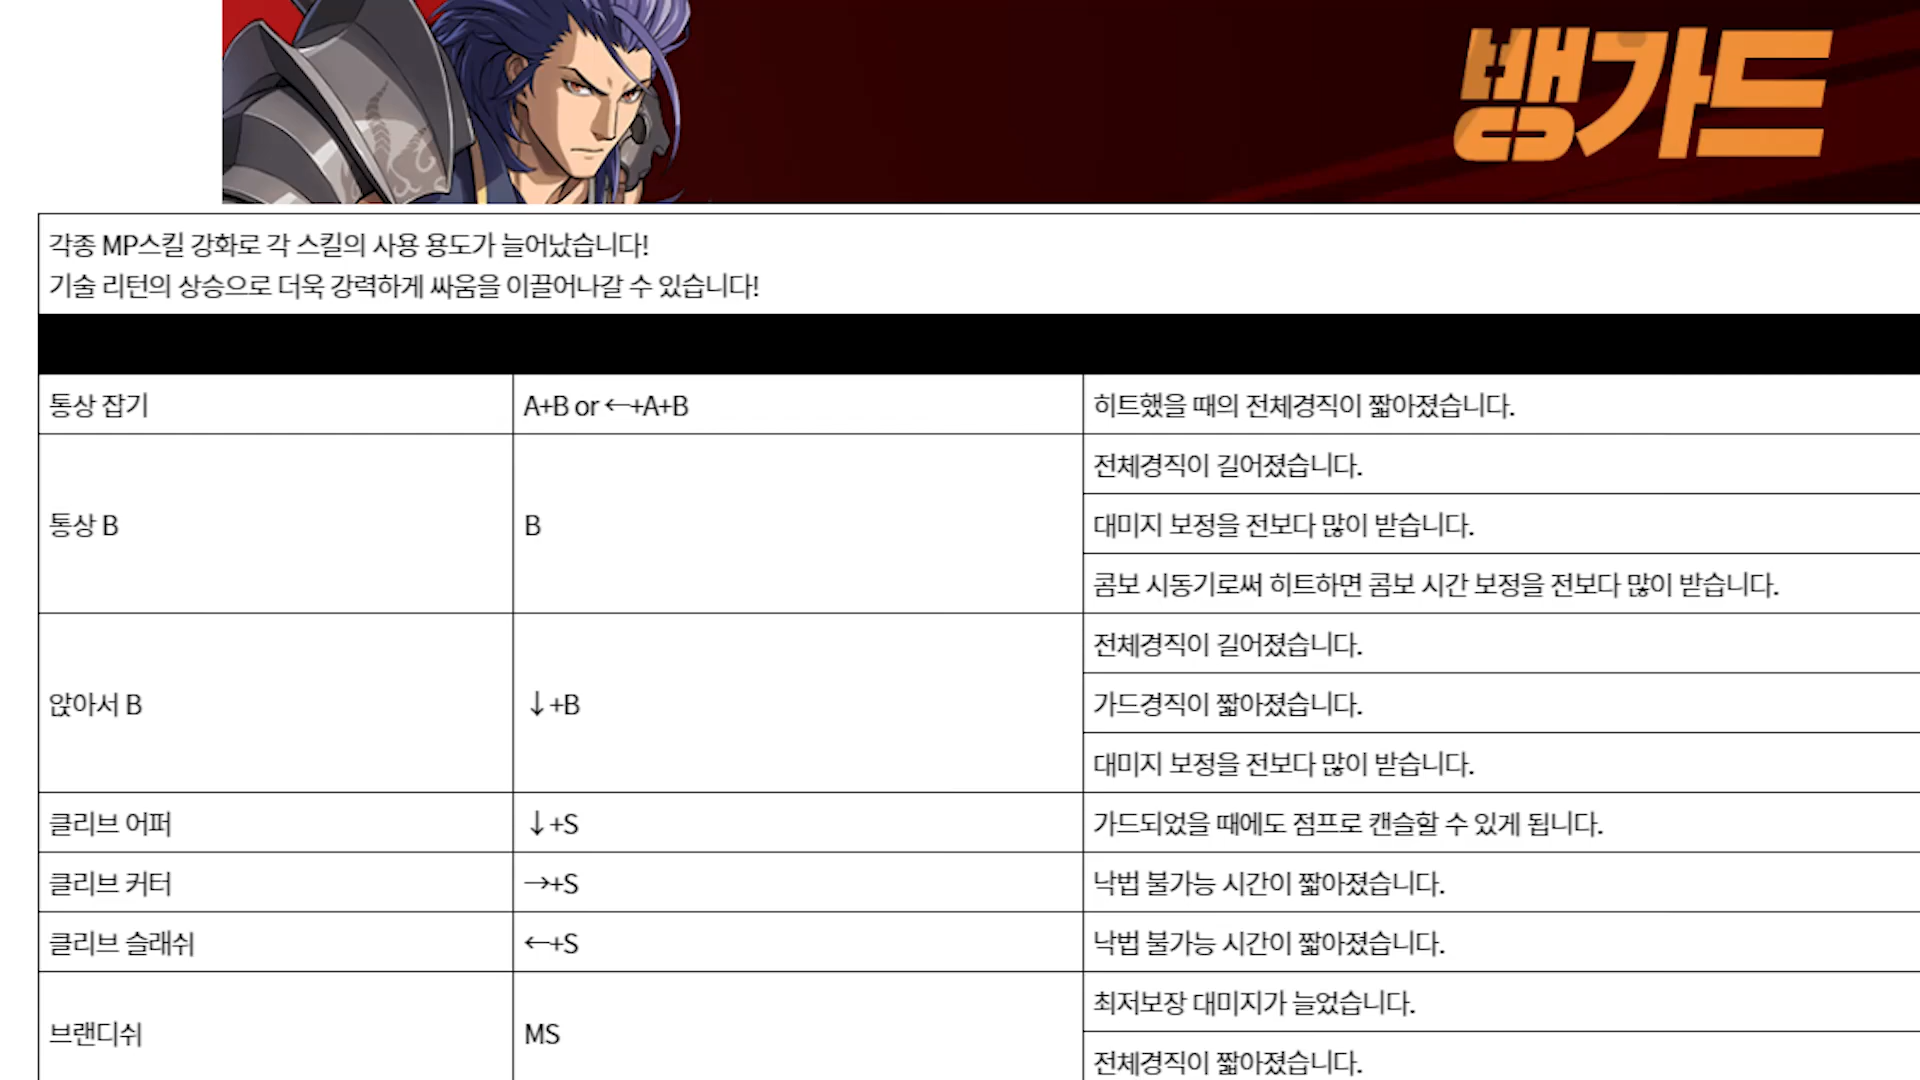 뱅가드
각종 MP스킬 강화로 각 스킬의 사용 용도가 늘어났습니다!
기술 리턴의 상승으로 더욱 강력하게 싸움을 이끌어나갈 수 있습니다!
통상 잡기
A+B or ←+A+B
히트했을 때의 전체경직이 짧아졌습니다.
통상 B
B
전체경직이 길어졌습니다.
대미지 보정을 전보다 많이 받습니다.
콤보 시동기로써 히트하면 콤보 시간 보정을 전보다 많이 받습니다.
앉아서 B
↓+B
전체경직이 길어졌습니다.
가드경직이 짧아졌습니다.
대미지 보정을 전보다 많이 받습니다.
클리브 어퍼
↓+S
가드되었을 때에도 점프로 캔슬할 수 있게 됩니다.
클리브 커터
→+S
낙법 불가능 시간이 짧아졌습니다.
클리브 슬래쉬
←+S
낙법 불가능 시간이 짧아졌습니다.
브랜디쉬
MS
최저보장 대미지가 늘었습니다.
전체경직이 짧아졌습니다.